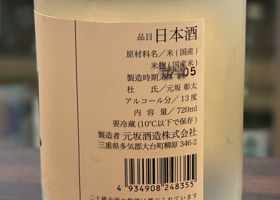 品目 日本酒
原材料名／米(国産)
米麹(国産米)
製造時期／ 05
杜氏／元坂 彰太
アルコール分／13度
内容量／720ml
要冷蔵(10℃以下で保存)
製造者 元坂酒造株式会社
三重県多気郡大台町柳原 346-2
4 934908 248355